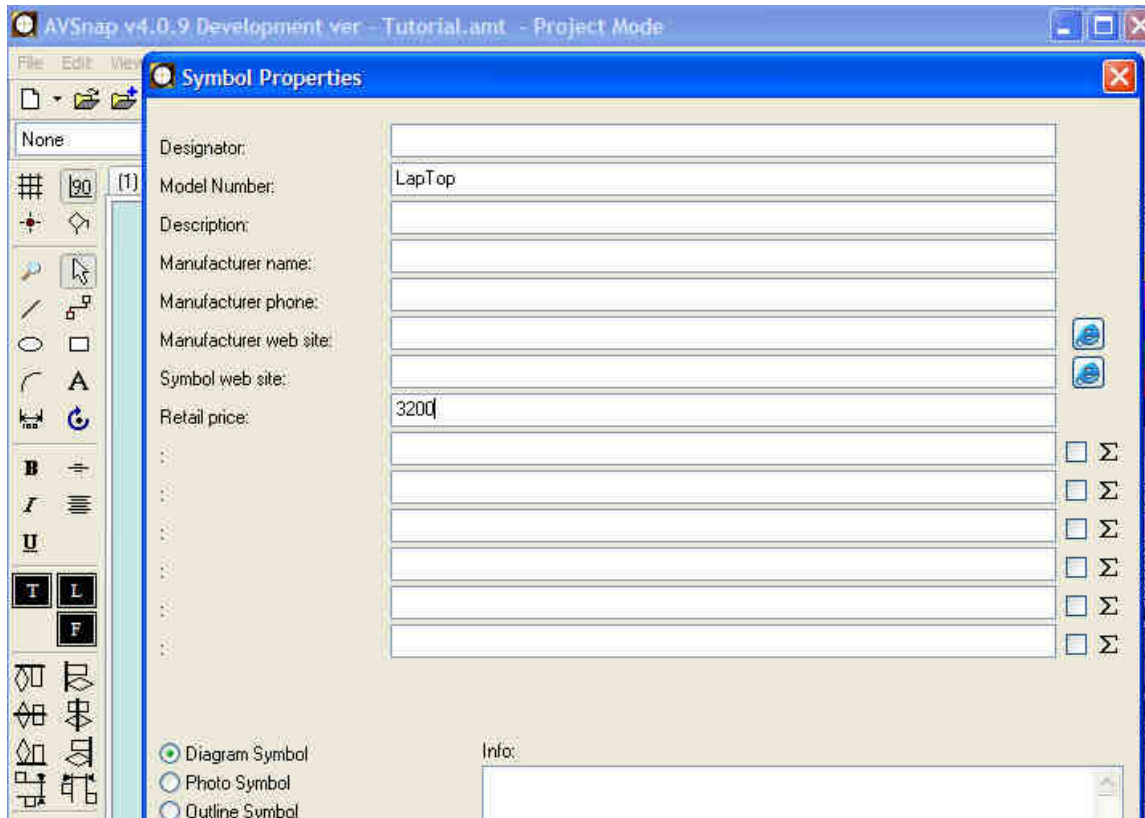 AVSnap v4.0.9 Development ver - Tutorial.amt - Project Mode
File Edit View
Symbol Properties
None
Designator:
90
(1)
Model Number: LapTop
Description:
Manufacturer name:
Manufacturer phone:
Manufacturer web site:
Symbol web site:
A
Retail price: 3200
: Σ
B
: Σ
I
: Σ
U
: Σ
T L
: Σ
F
: Σ
Diagram Symbol Info:
Photo Symbol
Outline Symbol